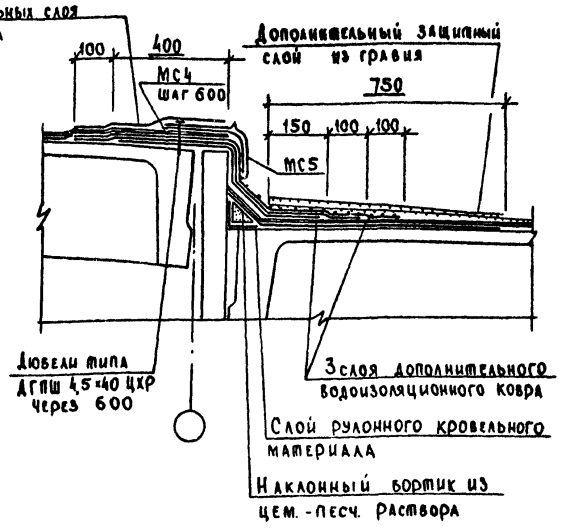 слоя
100
400
МС4
шаг 600
Дополнительный защитный
слой из гравия
750
150
100
100
МС5
Дюбели типа
ДГПШ 4,5×40 ЦХР
через 600
3 слоя дополнительного
водоизоляционного ковра
Слой рулонного кровельного
материала
Наклонный бортик из
цем.-песч. раствора